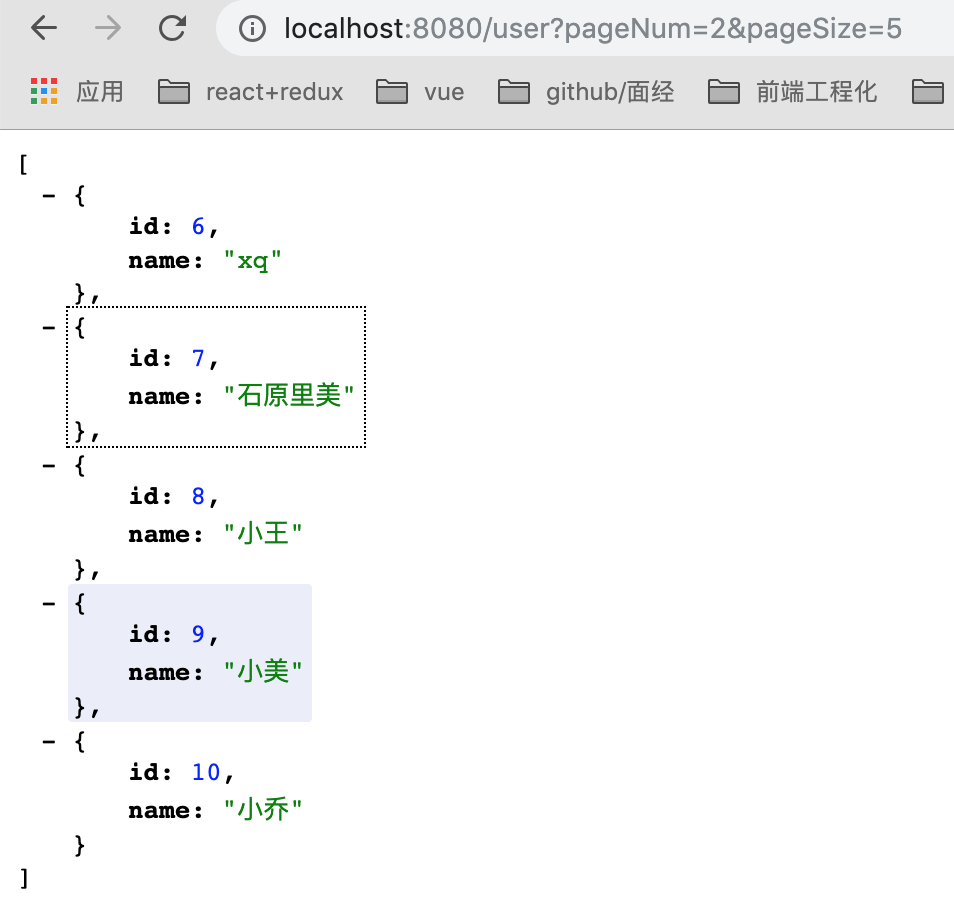 localhost:8080/user?pageNum=2&pageSize=5
应用 react+redux vue github/面经 前端工程化
[
- {
id: 6,
name: "xq"
},
- {
id: 7,
name: "石原里美"
},
- {
id: 8,
name: "小王"
},
- {
id: 9,
name: "小美"
},
- {
id: 10,
name: "小乔"
}
]